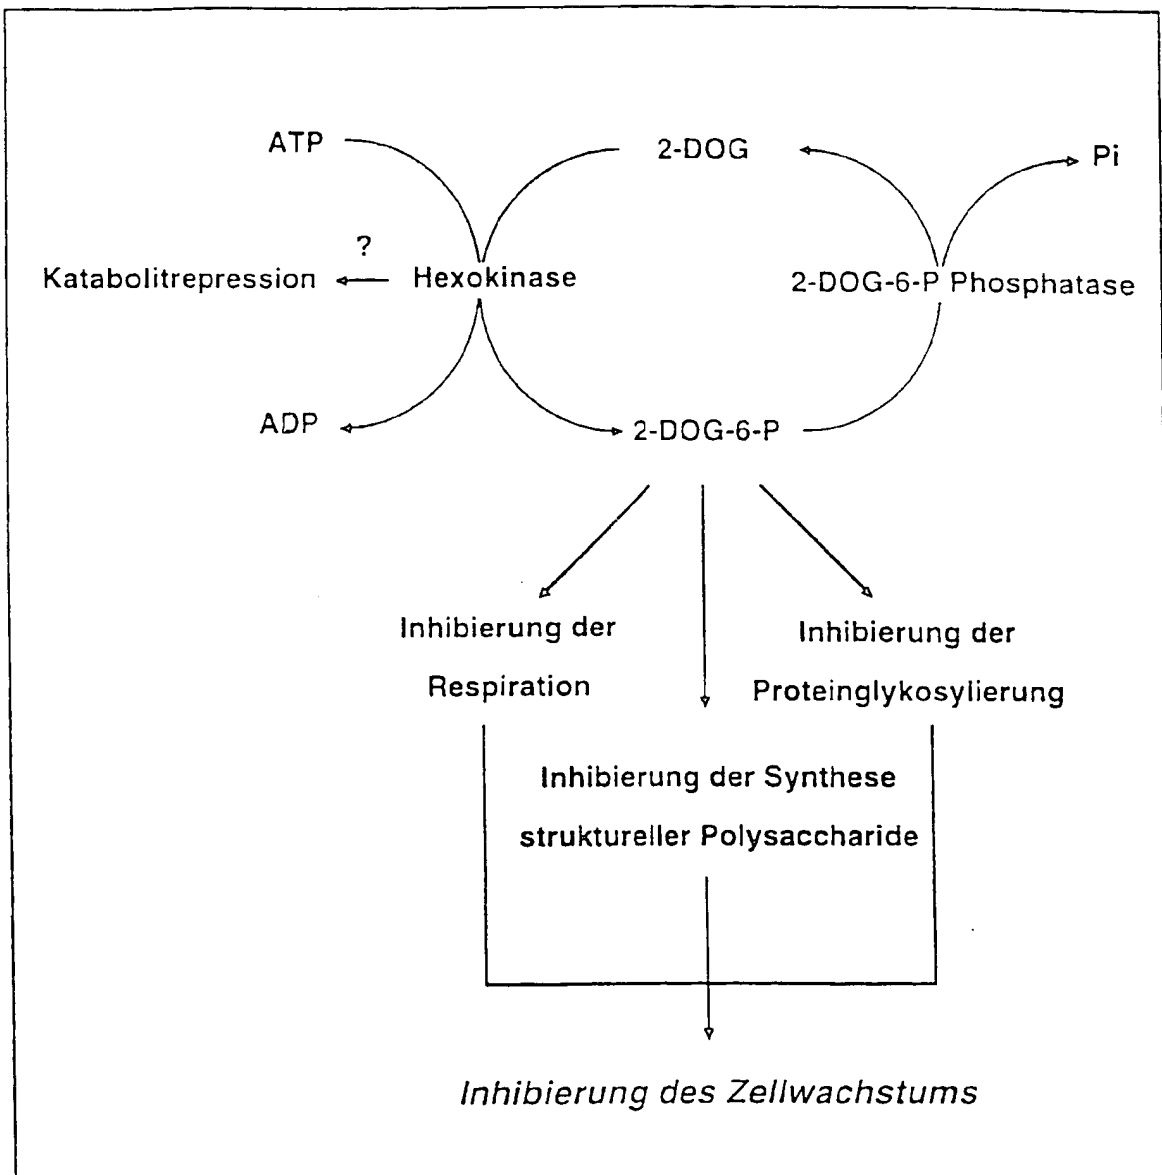 ATP 2-DOG Pi
?
Katabolitrepression Hexokinase 2-DOG-6-P Phosphatase
ADP 2-DOG-6-P
Inhibierung der
Respiration
Inhibierung der
Proteinglykosylierung
Inhibierung der Synthese
struktureller Polysaccharide
Inhibierung des Zellwachstums